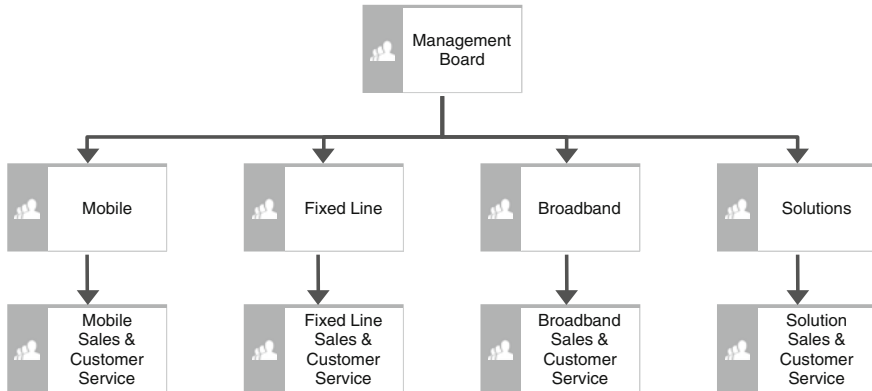 Management
Board
Mobile
Fixed Line
Broadband
Solutions
Mobile
Sales &
Customer
Service
Fixed Line
Sales &
Customer
Service
Broadband
Sales &
Customer
Service
Solution
Sales &
Customer
Service